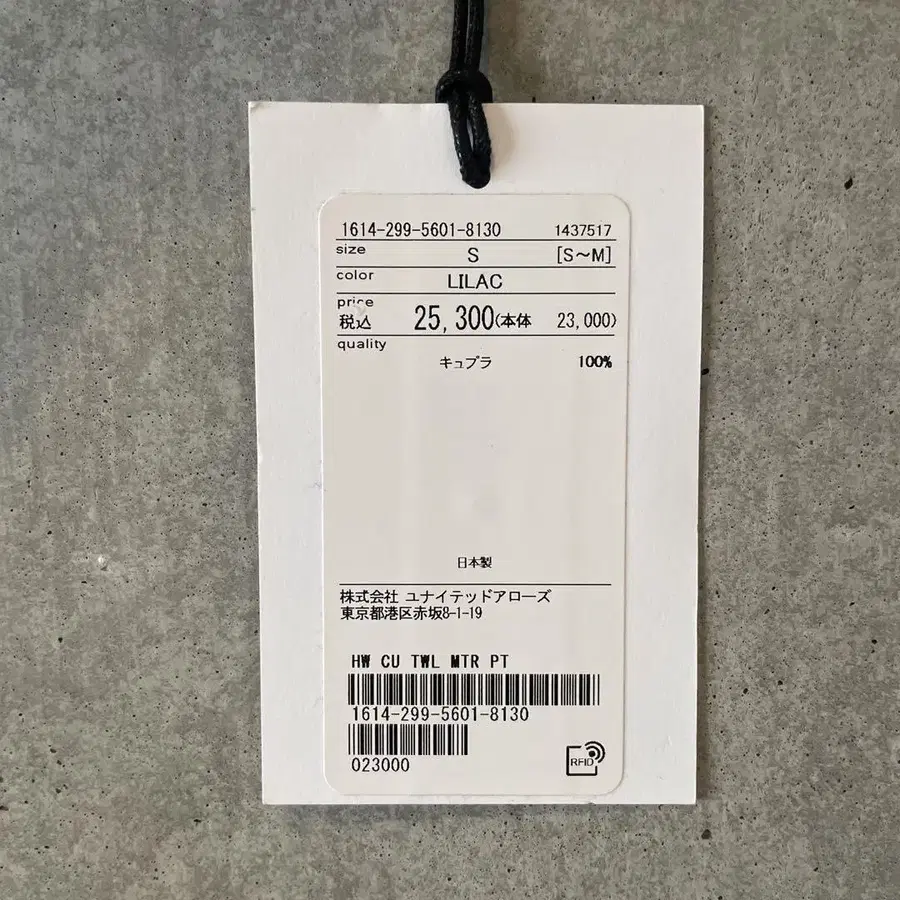 1614-299-5601-8130 1437517
size S [S～M]
color LILAC
price
税込 25,300(本体 23,000)
quality
キュプラ 100%
日本製
株式会社 ユナイテッドアローズ
東京都港区赤坂8-1-19
HW CU TWL MTR PT
1614-299-5601-8130
023000
RFID